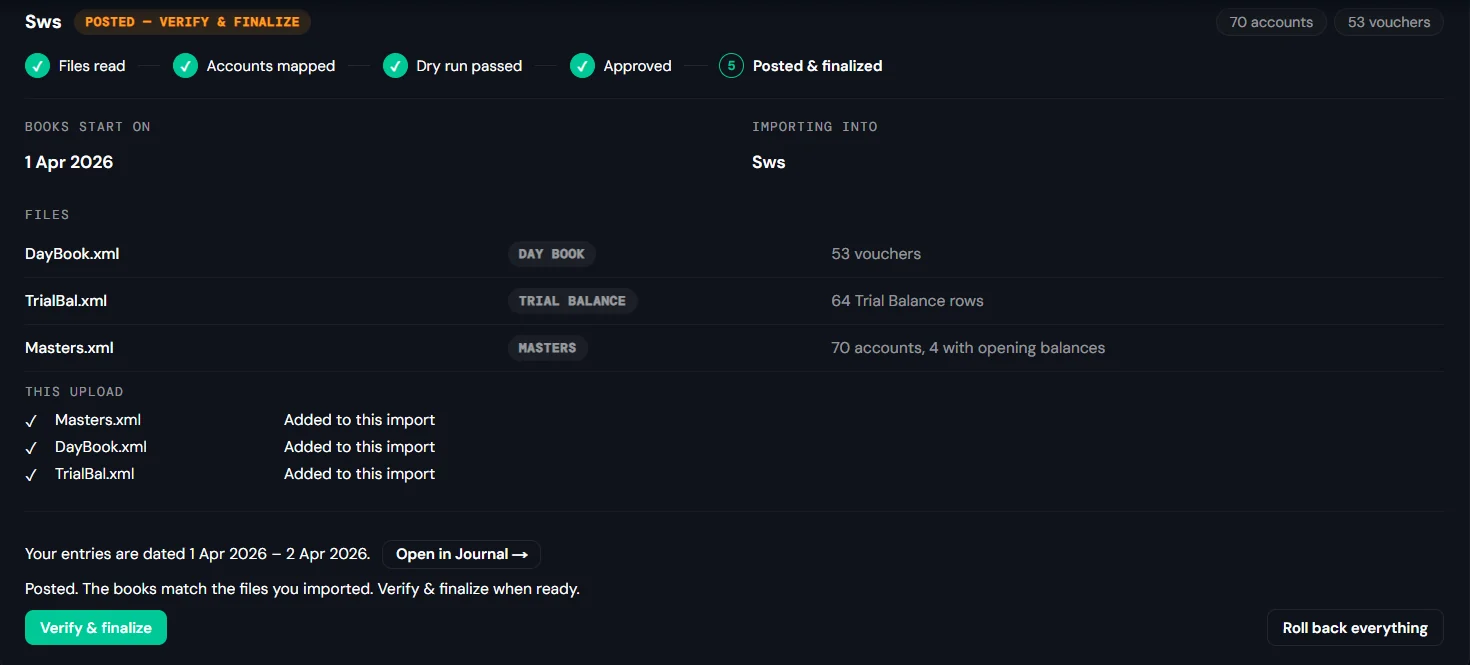 Sws POSTED — VERIFY & FINALIZE 70 accounts 53 vouchers
Files read Accounts mapped Dry run passed Approved 5 Posted & finalized
BOOKS START ON IMPORTING INTO
1 Apr 2026 Sws
FILES
DayBook.xml DAY BOOK 53 vouchers
TrialBal.xml TRIAL BALANCE 64 Trial Balance rows
Masters.xml MASTERS 70 accounts, 4 with opening balances
THIS UPLOAD
✓ Masters.xml Added to this import
✓ DayBook.xml Added to this import
✓ TrialBal.xml Added to this import
Your entries are dated 1 Apr 2026 – 2 Apr 2026. Open in Journal →
Posted. The books match the files you imported. Verify & finalize when ready.
Verify & finalize Roll back everything